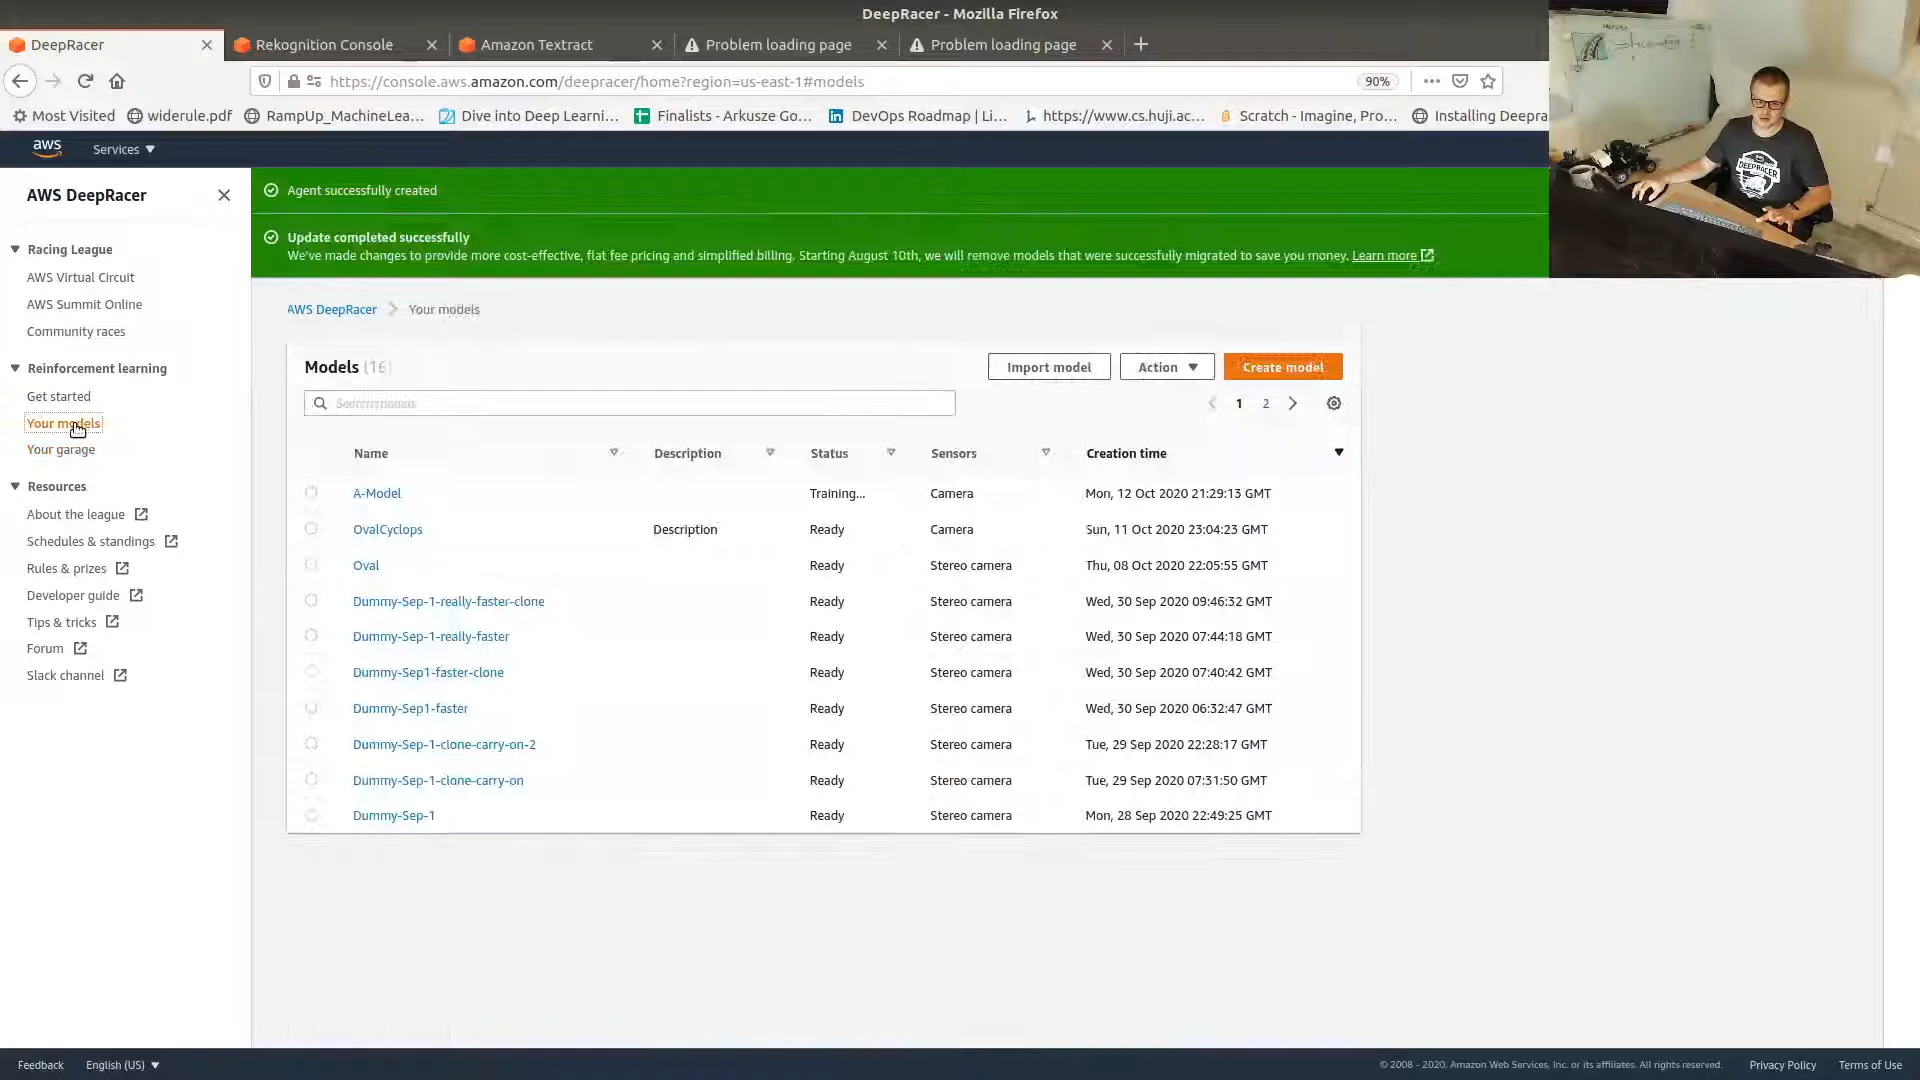 DeepRacer - Mozilla Firefox
DeepRacer
Rekognition Console
Amazon Textract
Problem loading page
Problem loading page
https://console.aws.amazon.com/deepracer/home?region=us-east-1#models
90%
Most Visited
widerule.pdf
RampUp_MachineLea...
Dive into Deep Learni...
Finalists - Arkusze Go...
DevOps Roadmap | Li...
https://www.cs.huji.ac...
Scratch - Imagine, Pro...
Installing Deepra
aws
Services
AWS DeepRacer
Racing League
AWS Virtual Circuit
AWS Summit Online
Community races
Reinforcement learning
Get started
Your models
Your garage
Resources
About the league
Schedules & standings
Rules & prizes
Developer guide
Tips & tricks
Forum
Slack channel
Agent successfully created
Update completed successfully
We've made changes to provide more cost-effective, flat fee pricing and simplified billing. Starting August 10th, we will remove models that were successfully migrated to save you money. Learn more
AWS DeepRacer > Your models
Models (16)
Import model
Action
Create model
1 2
Name Description Status Sensors Creation time
A-Model Training... Camera Mon, 12 Oct 2020 21:29:13 GMT
OvalCyclops Description Ready Camera Sun, 11 Oct 2020 23:04:23 GMT
Oval Ready Stereo camera Thu, 08 Oct 2020 22:05:55 GMT
Dummy-Sep-1-really-faster-clone Ready Stereo camera Wed, 30 Sep 2020 09:46:32 GMT
Dummy-Sep-1-really-faster Ready Stereo camera Wed, 30 Sep 2020 07:44:18 GMT
Dummy-Sep1-faster-clone Ready Stereo camera Wed, 30 Sep 2020 07:40:42 GMT
Dummy-Sep1-faster Ready Stereo camera Wed, 30 Sep 2020 06:32:47 GMT
Dummy-Sep-1-clone-carry-on-2 Ready Stereo camera Tue, 29 Sep 2020 22:28:17 GMT
Dummy-Sep-1-clone-carry-on Ready Stereo camera Tue, 29 Sep 2020 07:31:50 GMT
Dummy-Sep-1 Ready Stereo camera Mon, 28 Sep 2020 22:49:25 GMT
DEEPRACER
Feedback
English (US)
© 2008 - 2020, Amazon Web Services, Inc. or its affiliates. All rights reserved.
Privacy Policy
Terms of Use